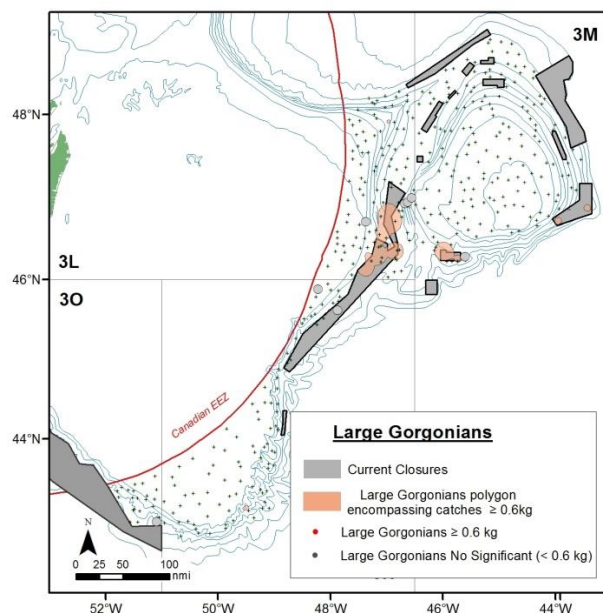 3M
48°N
3L
46°N
3O
Canadian EEZ
44°N
Large Gorgonians
Current Closures
Large Gorgonians polygon
encompassing catches ≥ 0.6kg
Large Gorgonians ≥ 0.6 kg
Large Gorgonians No Significant (< 0.6 kg)
N
0 25 50 100
nmi
52°W 50°W 48°W 46°W 44°W